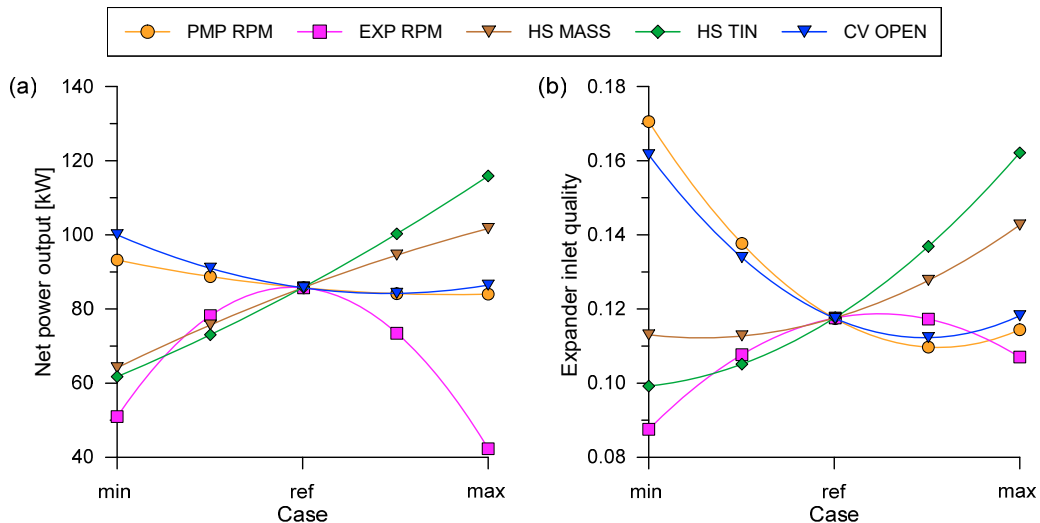 PMP RPM EXP RPM HS MASS HS TIN CV OPEN
(a)
Net power output [kW]
140
120
100
80
60
40
min ref max
Case
(b)
Expander inlet quality
0.18
0.16
0.14
0.12
0.10
0.08
min ref max
Case